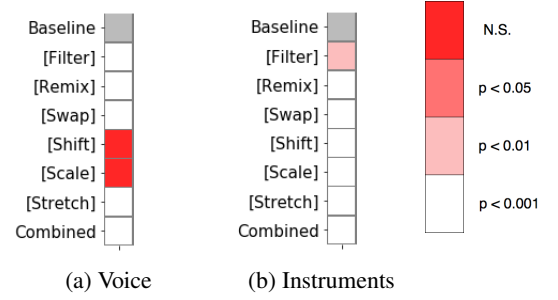 Baseline
[Filter]
[Remix]
[Swap]
[Shift]
[Scale]
[Stretch]
Combined
(a) Voice
Baseline
[Filter]
[Remix]
[Swap]
[Shift]
[Scale]
[Stretch]
Combined
(b) Instruments
N.S.
p < 0.05
p < 0.01
p < 0.001